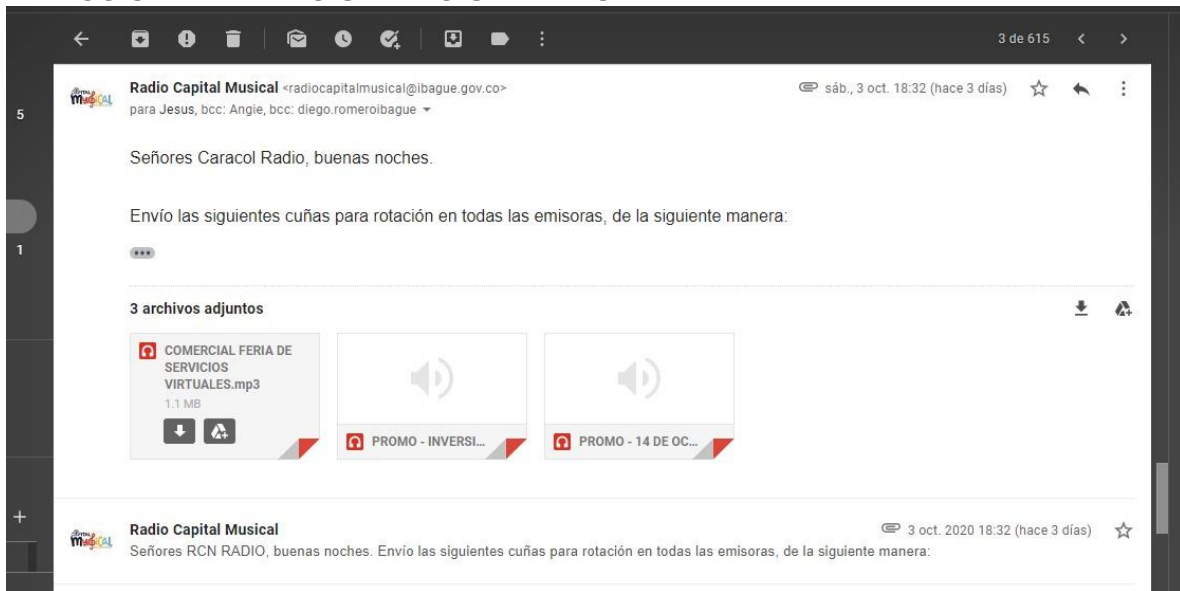 3 de 615
Radio Capital Musical <radiocapitalmusical@ibague.gov.co>
sáb., 3 oct. 18:32 (hace 3 días)
para Jesus, bcc: Angie, bcc: diego.romeroibague
5
Señores Caracol Radio, buenas noches.
Envío las siguientes cuñas para rotación en todas las emisoras, de la siguiente manera:
1
3 archivos adjuntos
COMERCIAL FERIA DE
SERVICIOS
VIRTUALES.mp3
1.1 MB
PROMO - INVERSI...
PROMO - 14 DE OC...
Radio Capital Musical
3 oct. 2020 18:32 (hace 3 días)
Señores RCN RADIO, buenas noches. Envío las siguientes cuñas para rotación en todas las emisoras, de la siguiente manera: